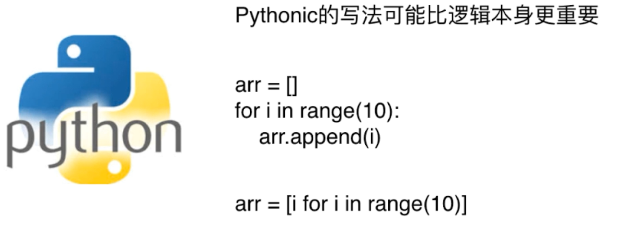 Pythonic的写法可能比逻辑本身更重要
python
arr = []
for i in range(10):
    arr.append(i)
arr = [i for i in range(10)]